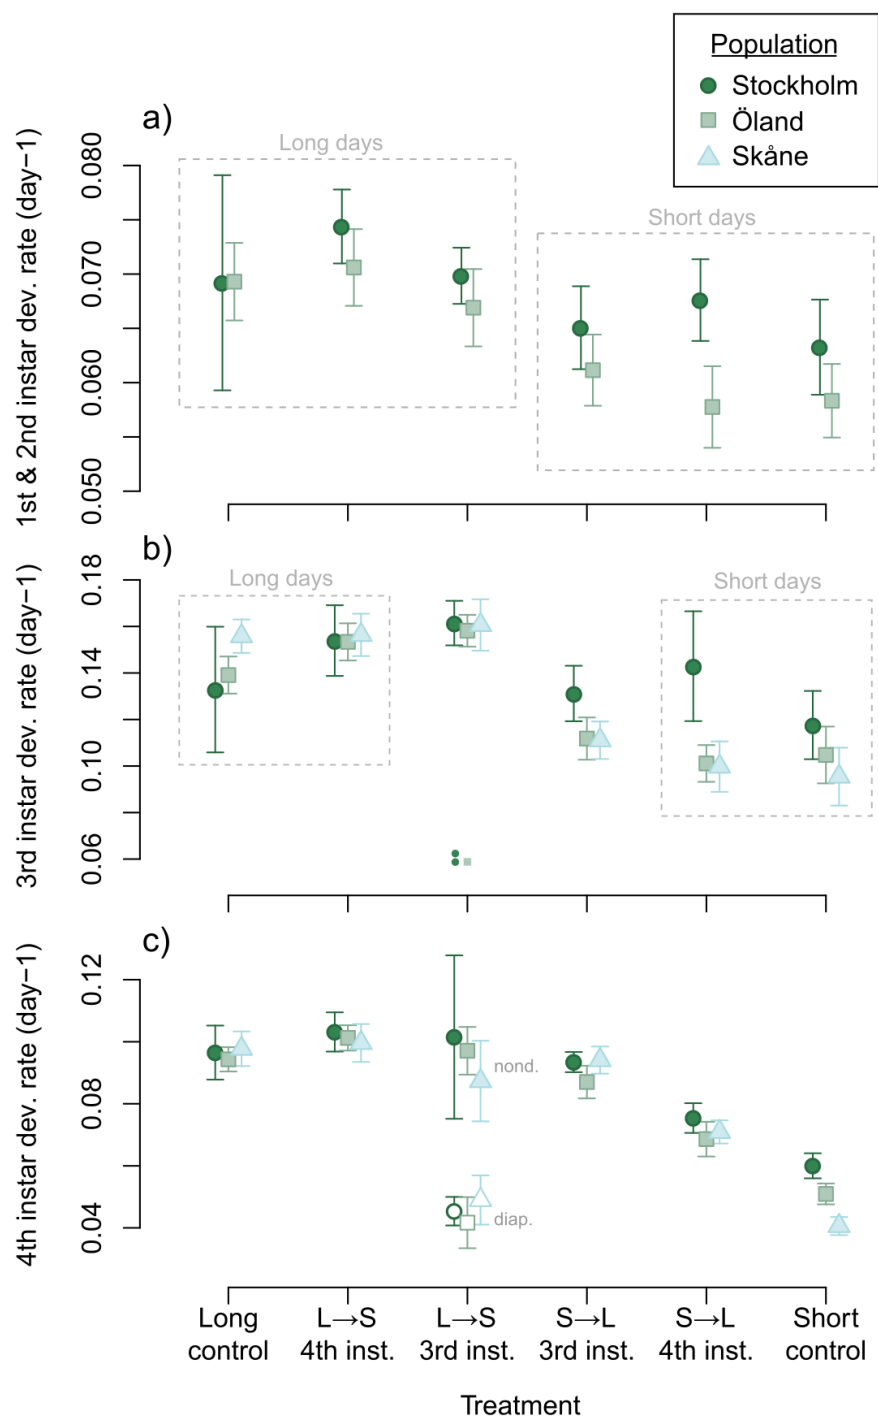 Population
Stockholm
Öland
Skåne
a)
1st & 2nd instar dev. rate (day−1)
0.080
0.070
0.060
0.050
Long days
Short days
b)
3rd instar dev. rate (day−1)
0.18
0.14
0.10
0.06
Long days
Short days
c)
4th instar dev. rate (day−1)
0.12
0.08
0.04
nond.
diap.
Long control
L→S 4th inst.
L→S 3rd inst.
S→L 3rd inst.
S→L 4th inst.
Short control
Treatment